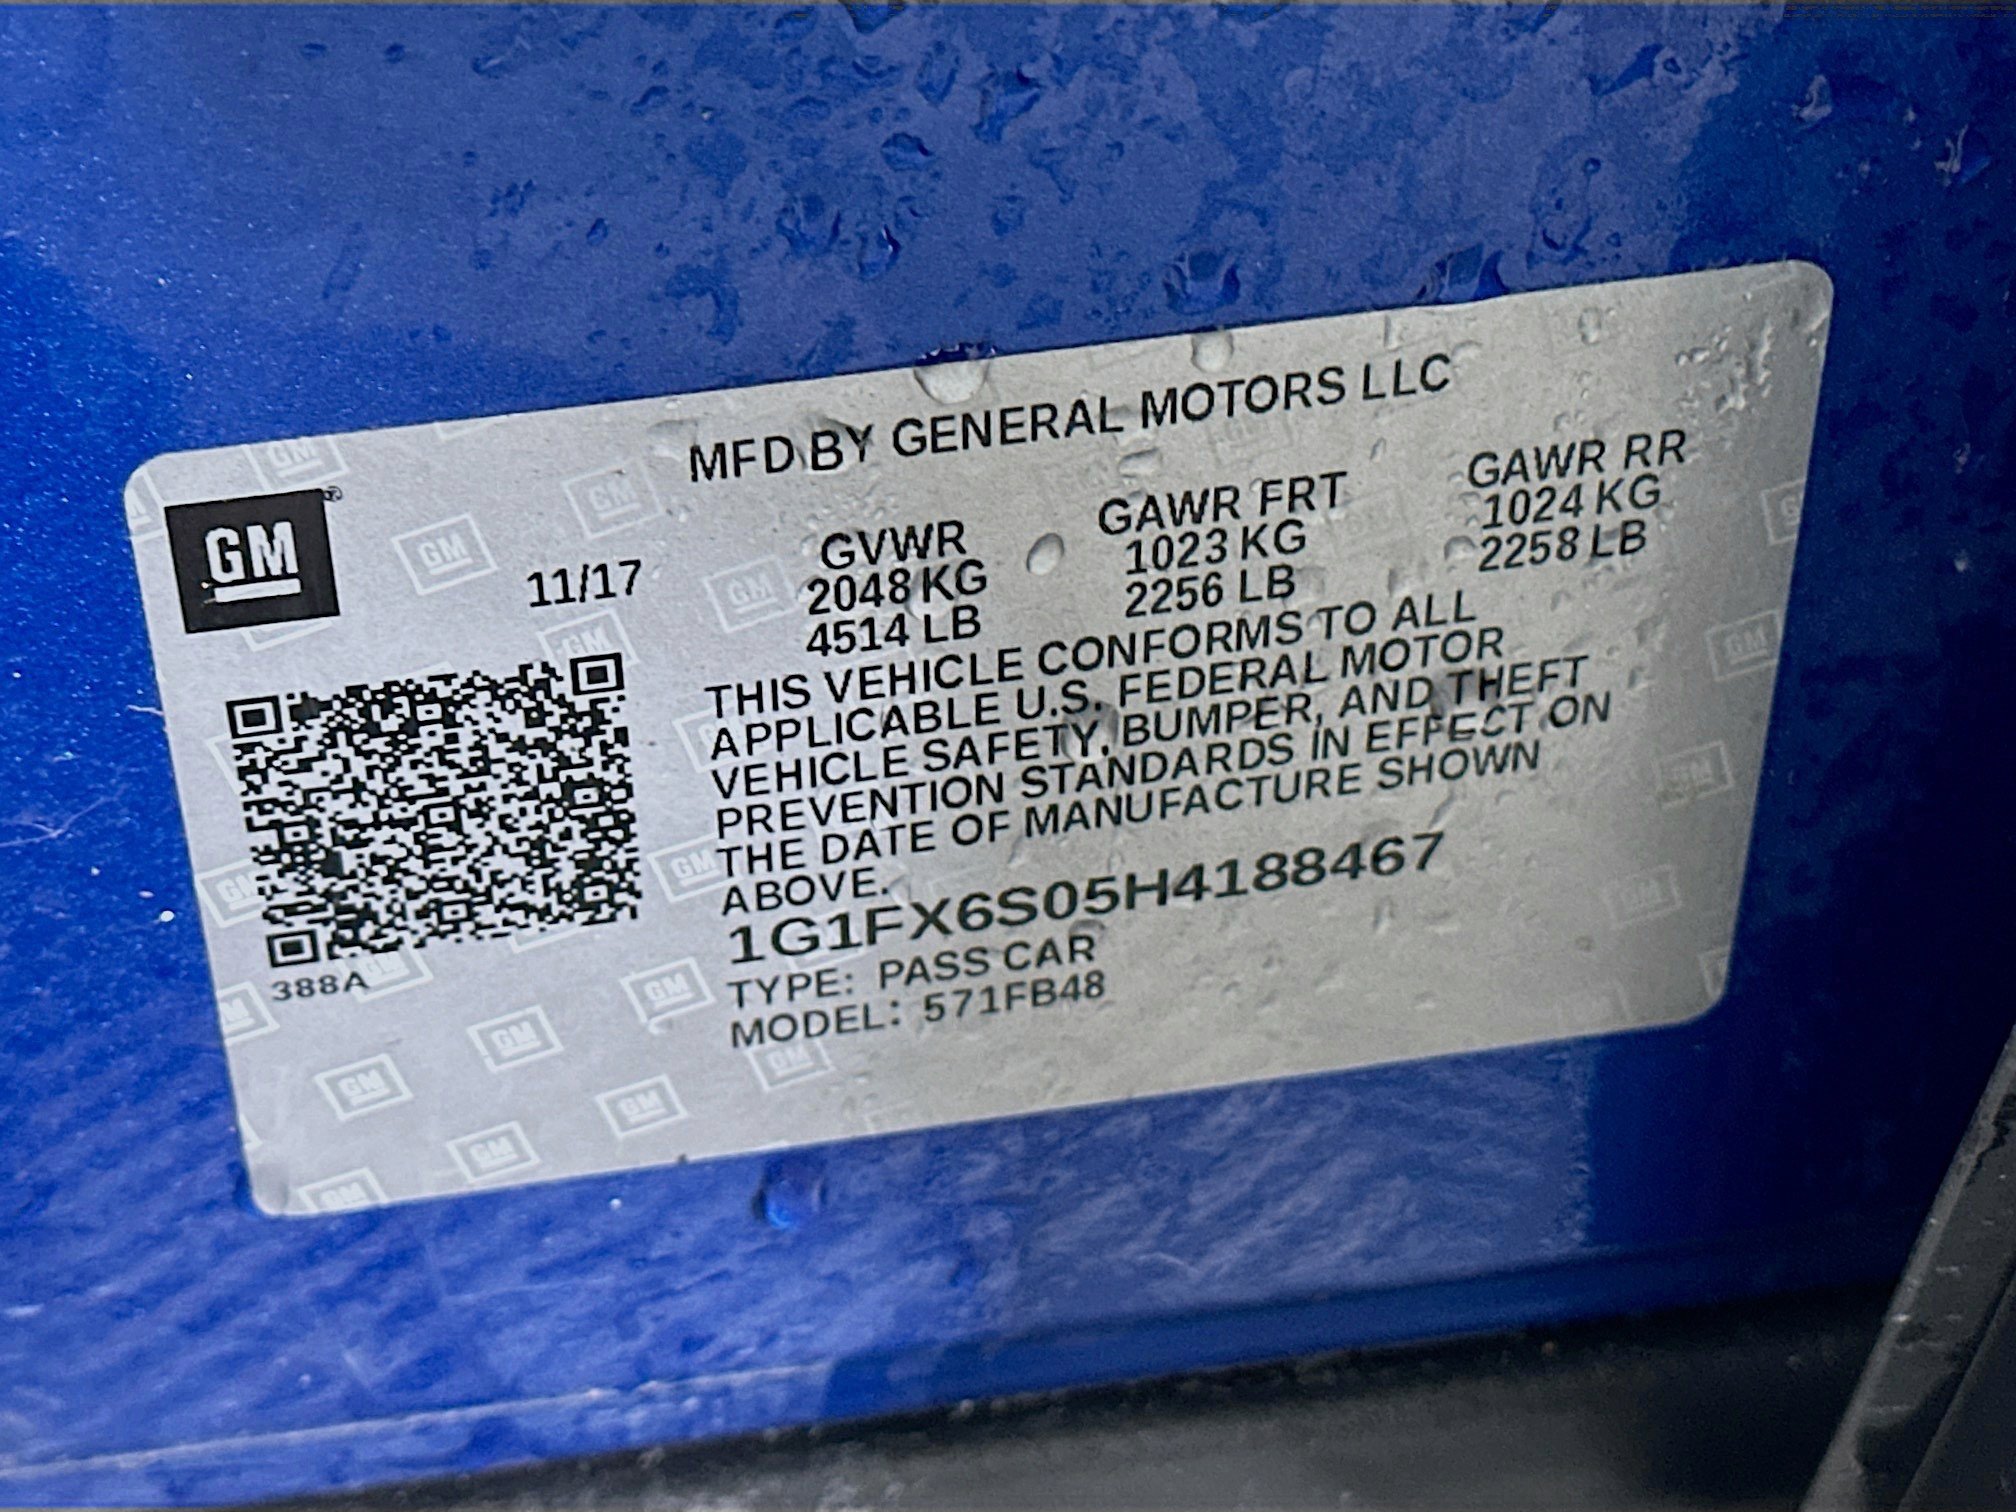 MFD BY GENERAL MOTORS LLC
GM
®
11/17
GVWR
2048 KG
4514 LB
GAWR FRT
1023 KG
2256 LB
GAWR RR
1024 KG
2258 LB
THIS VEHICLE CONFORMS TO ALL
APPLICABLE U.S. FEDERAL MOTOR
VEHICLE SAFETY, BUMPER, AND THEFT
PREVENTION STANDARDS IN EFFECT ON
THE DATE OF MANUFACTURE SHOWN
ABOVE.
1G1FX6S05H4188467
TYPE: PASS CAR
MODEL: 571FB48
388A